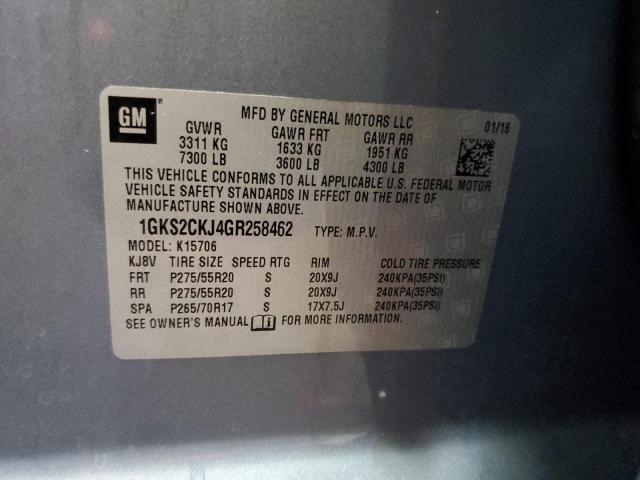 GM ®
MFD BY GENERAL MOTORS LLC 01/16
GVWR GAWR FRT GAWR RR
3311 KG 1633 KG 1951 KG
7300 LB 3600 LB 4300 LB
THIS VEHICLE CONFORMS TO ALL APPLICABLE U.S. FEDERAL MOTOR
VEHICLE SAFETY STANDARDS IN EFFECT ON THE DATE OF
MANUFACTURE SHOWN ABOVE.
1GKS2CKJ4GR258462 TYPE: M.P.V.
MODEL: K15706
KJ8V TIRE SIZE SPEED RTG RIM COLD TIRE PRESSURE
FRT P275/55R20 S 20X9J 240KPA(35PSI)
RR P275/55R20 S 20X9J 240KPA(35PSI)
SPA P265/70R17 S 17X7.5J 240KPA(35PSI)
SEE OWNER'S MANUAL FOR MORE INFORMATION.